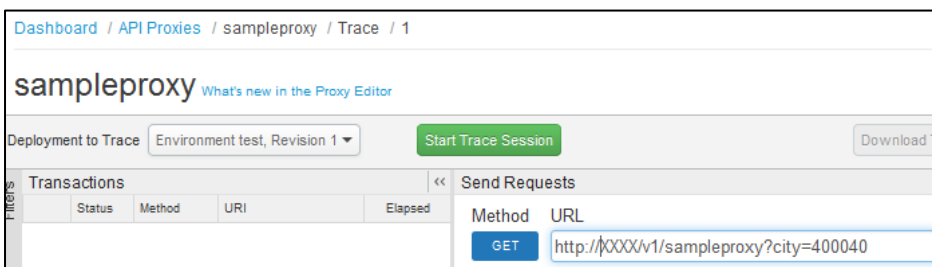 Dashboard / API Proxies / sampleproxy / Trace / 1
sampleproxy What's new in the Proxy Editor
Deployment to Trace Environment test, Revision 1 Start Trace Session Download
Filters
Transactions << Send Requests
Status Method URI Elapsed
Method URL
GET http://XXXX/v1/sampleproxy?city=400040